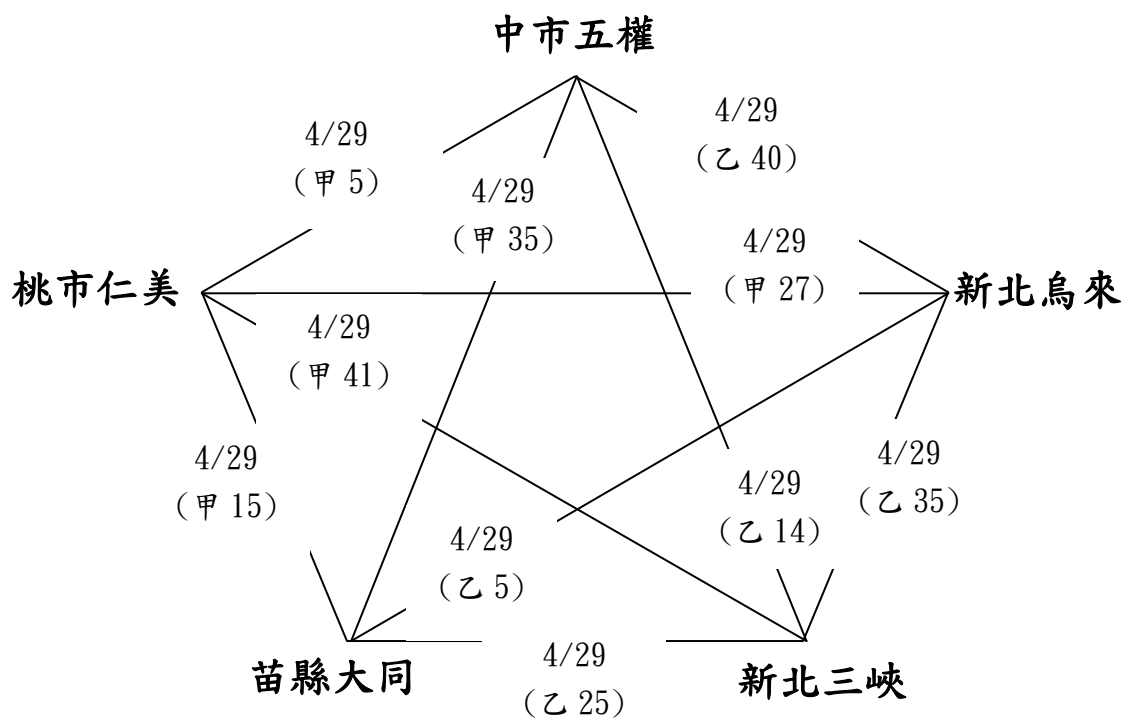 中市五權
4/29
（乙 40）
4/29
（甲 5）
4/29
（甲 35）
4/29
（甲 27）
桃市仁美
新北烏來
4/29
（甲 41）
4/29
（甲 15）
4/29
（乙 35）
4/29
（乙 14）
4/29
（乙 5）
4/29
（乙 25）
苗縣大同
新北三峽